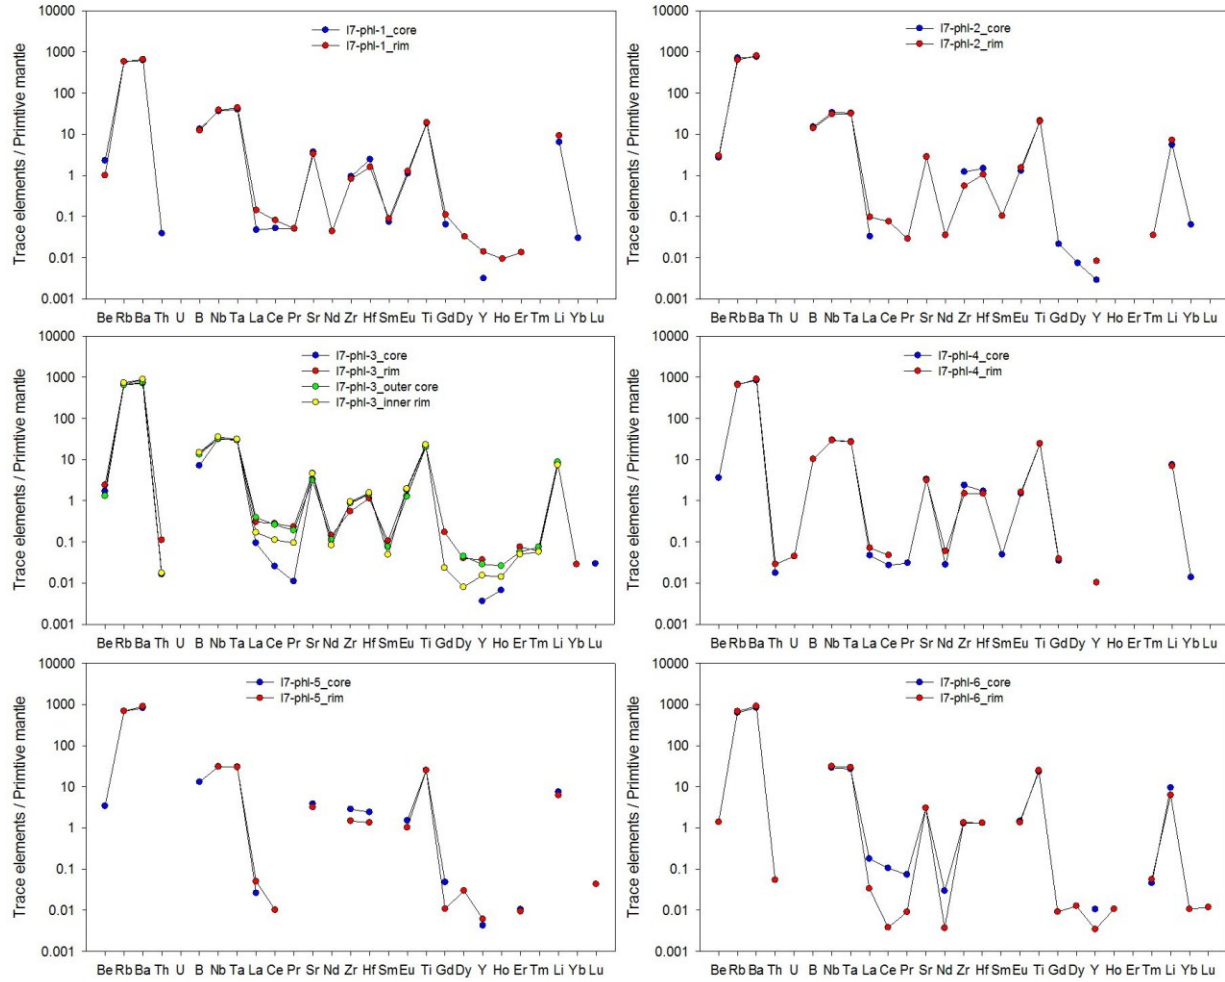 I7-phl-1_core
I7-phl-1_rim
Trace elements / Primtive mantle
10000
1000
100
10
1
0.1
0.01
0.001
Be Rb Ba Th U B Nb Ta La Ce Pr Sr Nd Zr Hf Sm Eu Ti Gd Dy Y Ho Er Tm Li Yb Lu
I7-phl-2_core
I7-phl-2_rim
Trace elements / Primtive mantle
10000
1000
100
10
1
0.1
0.01
0.001
Be Rb Ba Th U B Nb Ta La Ce Pr Sr Nd Zr Hf Sm Eu Ti Gd Dy Y Ho Er Tm Li Yb Lu
I7-phl-3_core
I7-phl-3_rim
I7-phl-3_outer core
I7-phl-3_inner rim
Trace elements / Primtive mantle
10000
1000
100
10
1
0.1
0.01
0.001
Be Rb Ba Th U B Nb Ta La Ce Pr Sr Nd Zr Hf Sm Eu Ti Gd Dy Y Ho Er Tm Li Yb Lu
I7-phl-4_core
I7-phl-4_rim
Trace elements / Primtive mantle
10000
1000
100
10
1
0.1
0.01
0.001
Be Rb Ba Th U B Nb Ta La Ce Pr Sr Nd Zr Hf Sm Eu Ti Gd Dy Y Ho Er Tm Li Yb Lu
I7-phl-5_core
I7-phl-5_rim
Trace elements / Primtive mantle
10000
1000
100
10
1
0.1
0.01
0.001
Be Rb Ba Th U B Nb Ta La Ce Pr Sr Nd Zr Hf Sm Eu Ti Gd Dy Y Ho Er Tm Li Yb Lu
I7-phl-6_core
I7-phl-6_rim
Trace elements / Primtive mantle
10000
1000
100
10
1
0.1
0.01
0.001
Be Rb Ba Th U B Nb Ta La Ce Pr Sr Nd Zr Hf Sm Eu Ti Gd Dy Y Ho Er Tm Li Yb Lu